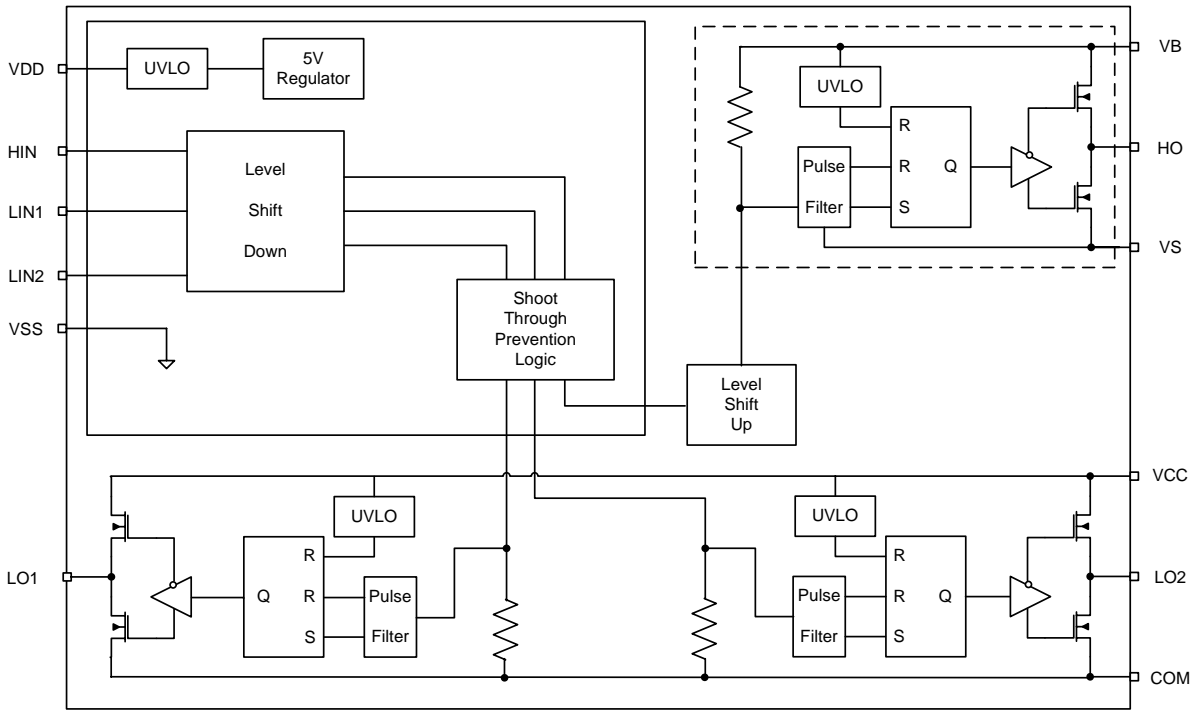 VDD
UVLO
5V
Regulator
HIN
LIN1
LIN2
VSS
Level
Shift
Down
Shoot
Through
Prevention
Logic
Level
Shift
Up
VB
UVLO
R
Pulse
R
Q
Filter
S
HO
VS
VCC
UVLO
R
LO1
Q
R
Pulse
S
Filter
UVLO
R
Pulse
R
Q
Filter
S
LO2
COM